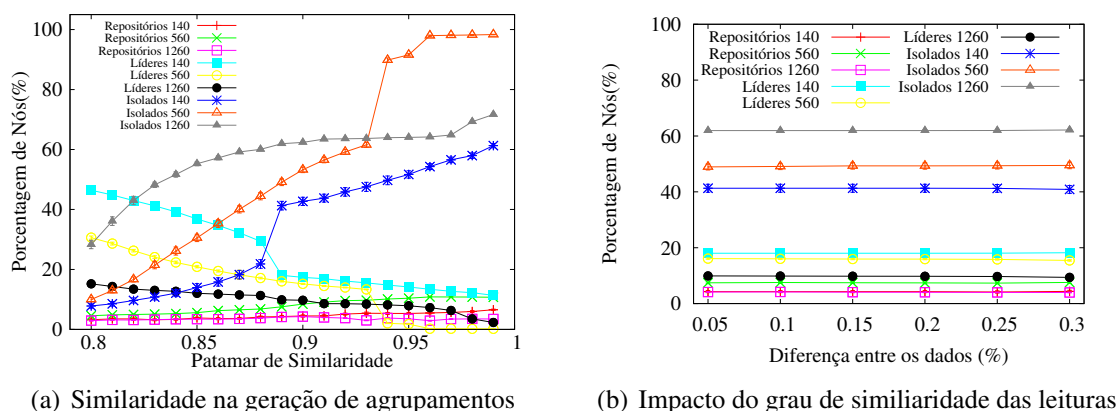 Porcentagem de Nós(%)
100
80
60
40
20
0
Repositórios 140
Repositórios 560
Repositórios 1260
Líderes 140
Líderes 560
Líderes 1260
Isolados 140
Isolados 560
Isolados 1260
0.8 0.85 0.9 0.95 1
Patamar de Similaridade
(a) Similaridade na geração de agrupamentos
Porcentagem de Nós(%)
100
80
60
40
20
0
Repositórios 140
Repositórios 560
Repositórios 1260
Líderes 140
Líderes 560
Líderes 1260
Isolados 140
Isolados 560
Isolados 1260
0.05 0.1 0.15 0.2 0.25 0.3
Diferença entre os dados (%)
(b) Impacto do grau de similiaridade das leituras